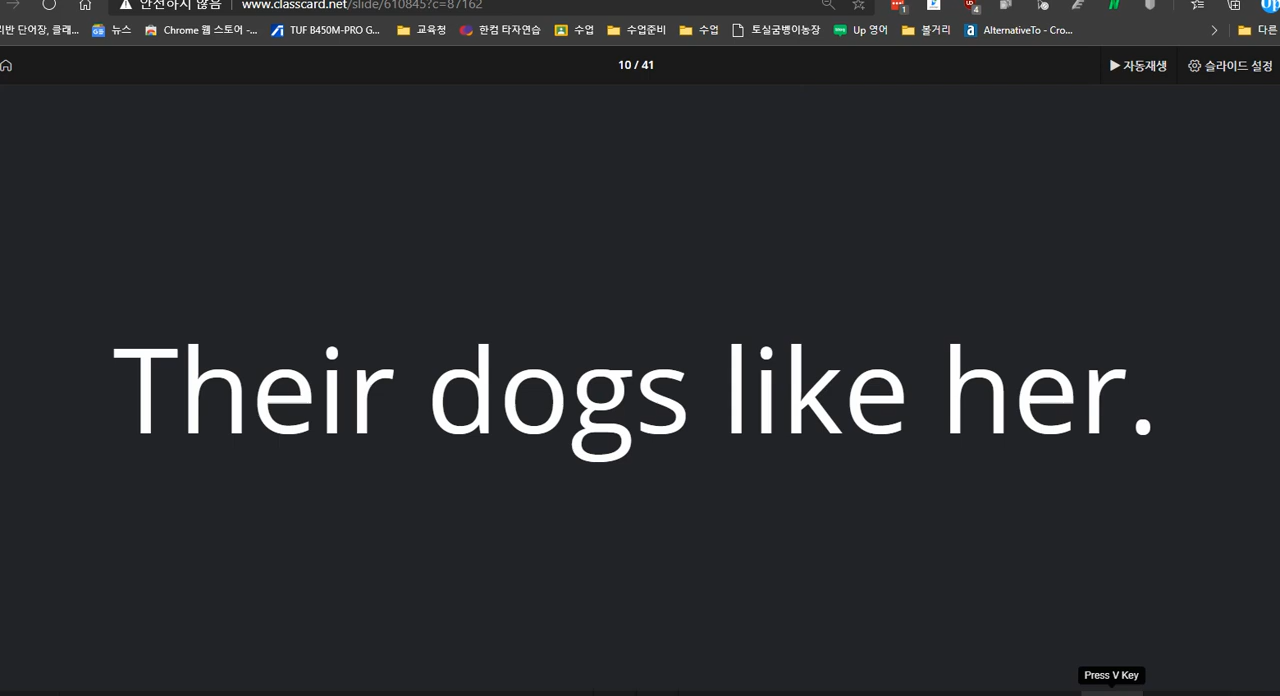 안전하지 않음 www.classcard.net/slide/610845?c=87162
비반 단어장, 클래... 뉴스 Chrome 웹 스토어 -... TUF B450M-PRO G... 교육청 한컴 타자연습 수업 수업준비 수업 토실굼벵이농장 Up 영어 볼거리 AlternativeTo - Cro... 다른
10 / 41 자동재생 슬라이드 설정
Their dogs like her.
Press V Key